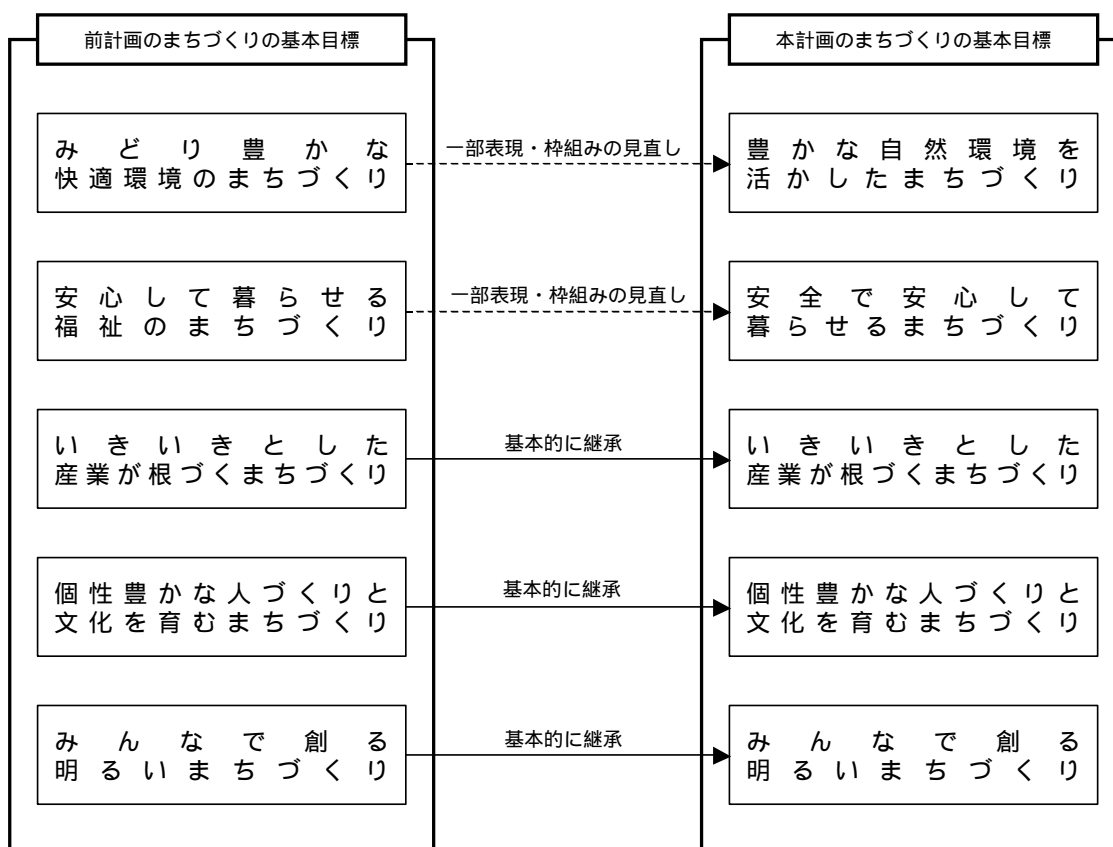 前計画のまちづくりの基本目標
本計画のまちづくりの基本目標
みどり豊かな
快適環境のまちづくり
一部表現・枠組みの見直し
豊かな自然環境を
活かしたまちづくり
安心して暮らせる
福祉のまちづくり
一部表現・枠組みの見直し
安全で安心して
暮らせるまちづくり
いきいきとした
産業が根づくまちづくり
基本的に継承
いきいきとした
産業が根づくまちづくり
個性豊かな人づくりと
文化を育むまちづくり
基本的に継承
個性豊かな人づくりと
文化を育むまちづくり
みんなで創る
明るいまちづくり
基本的に継承
みんなで創る
明るいまちづくり